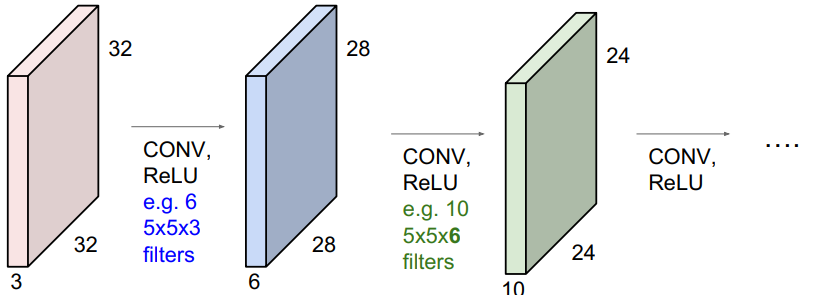 32
32
3
CONV,
ReLU
e.g. 6
5x5x3
filters
28
28
6
CONV,
ReLU
e.g. 10
5x5x6
filters
24
24
10
CONV,
ReLU
....